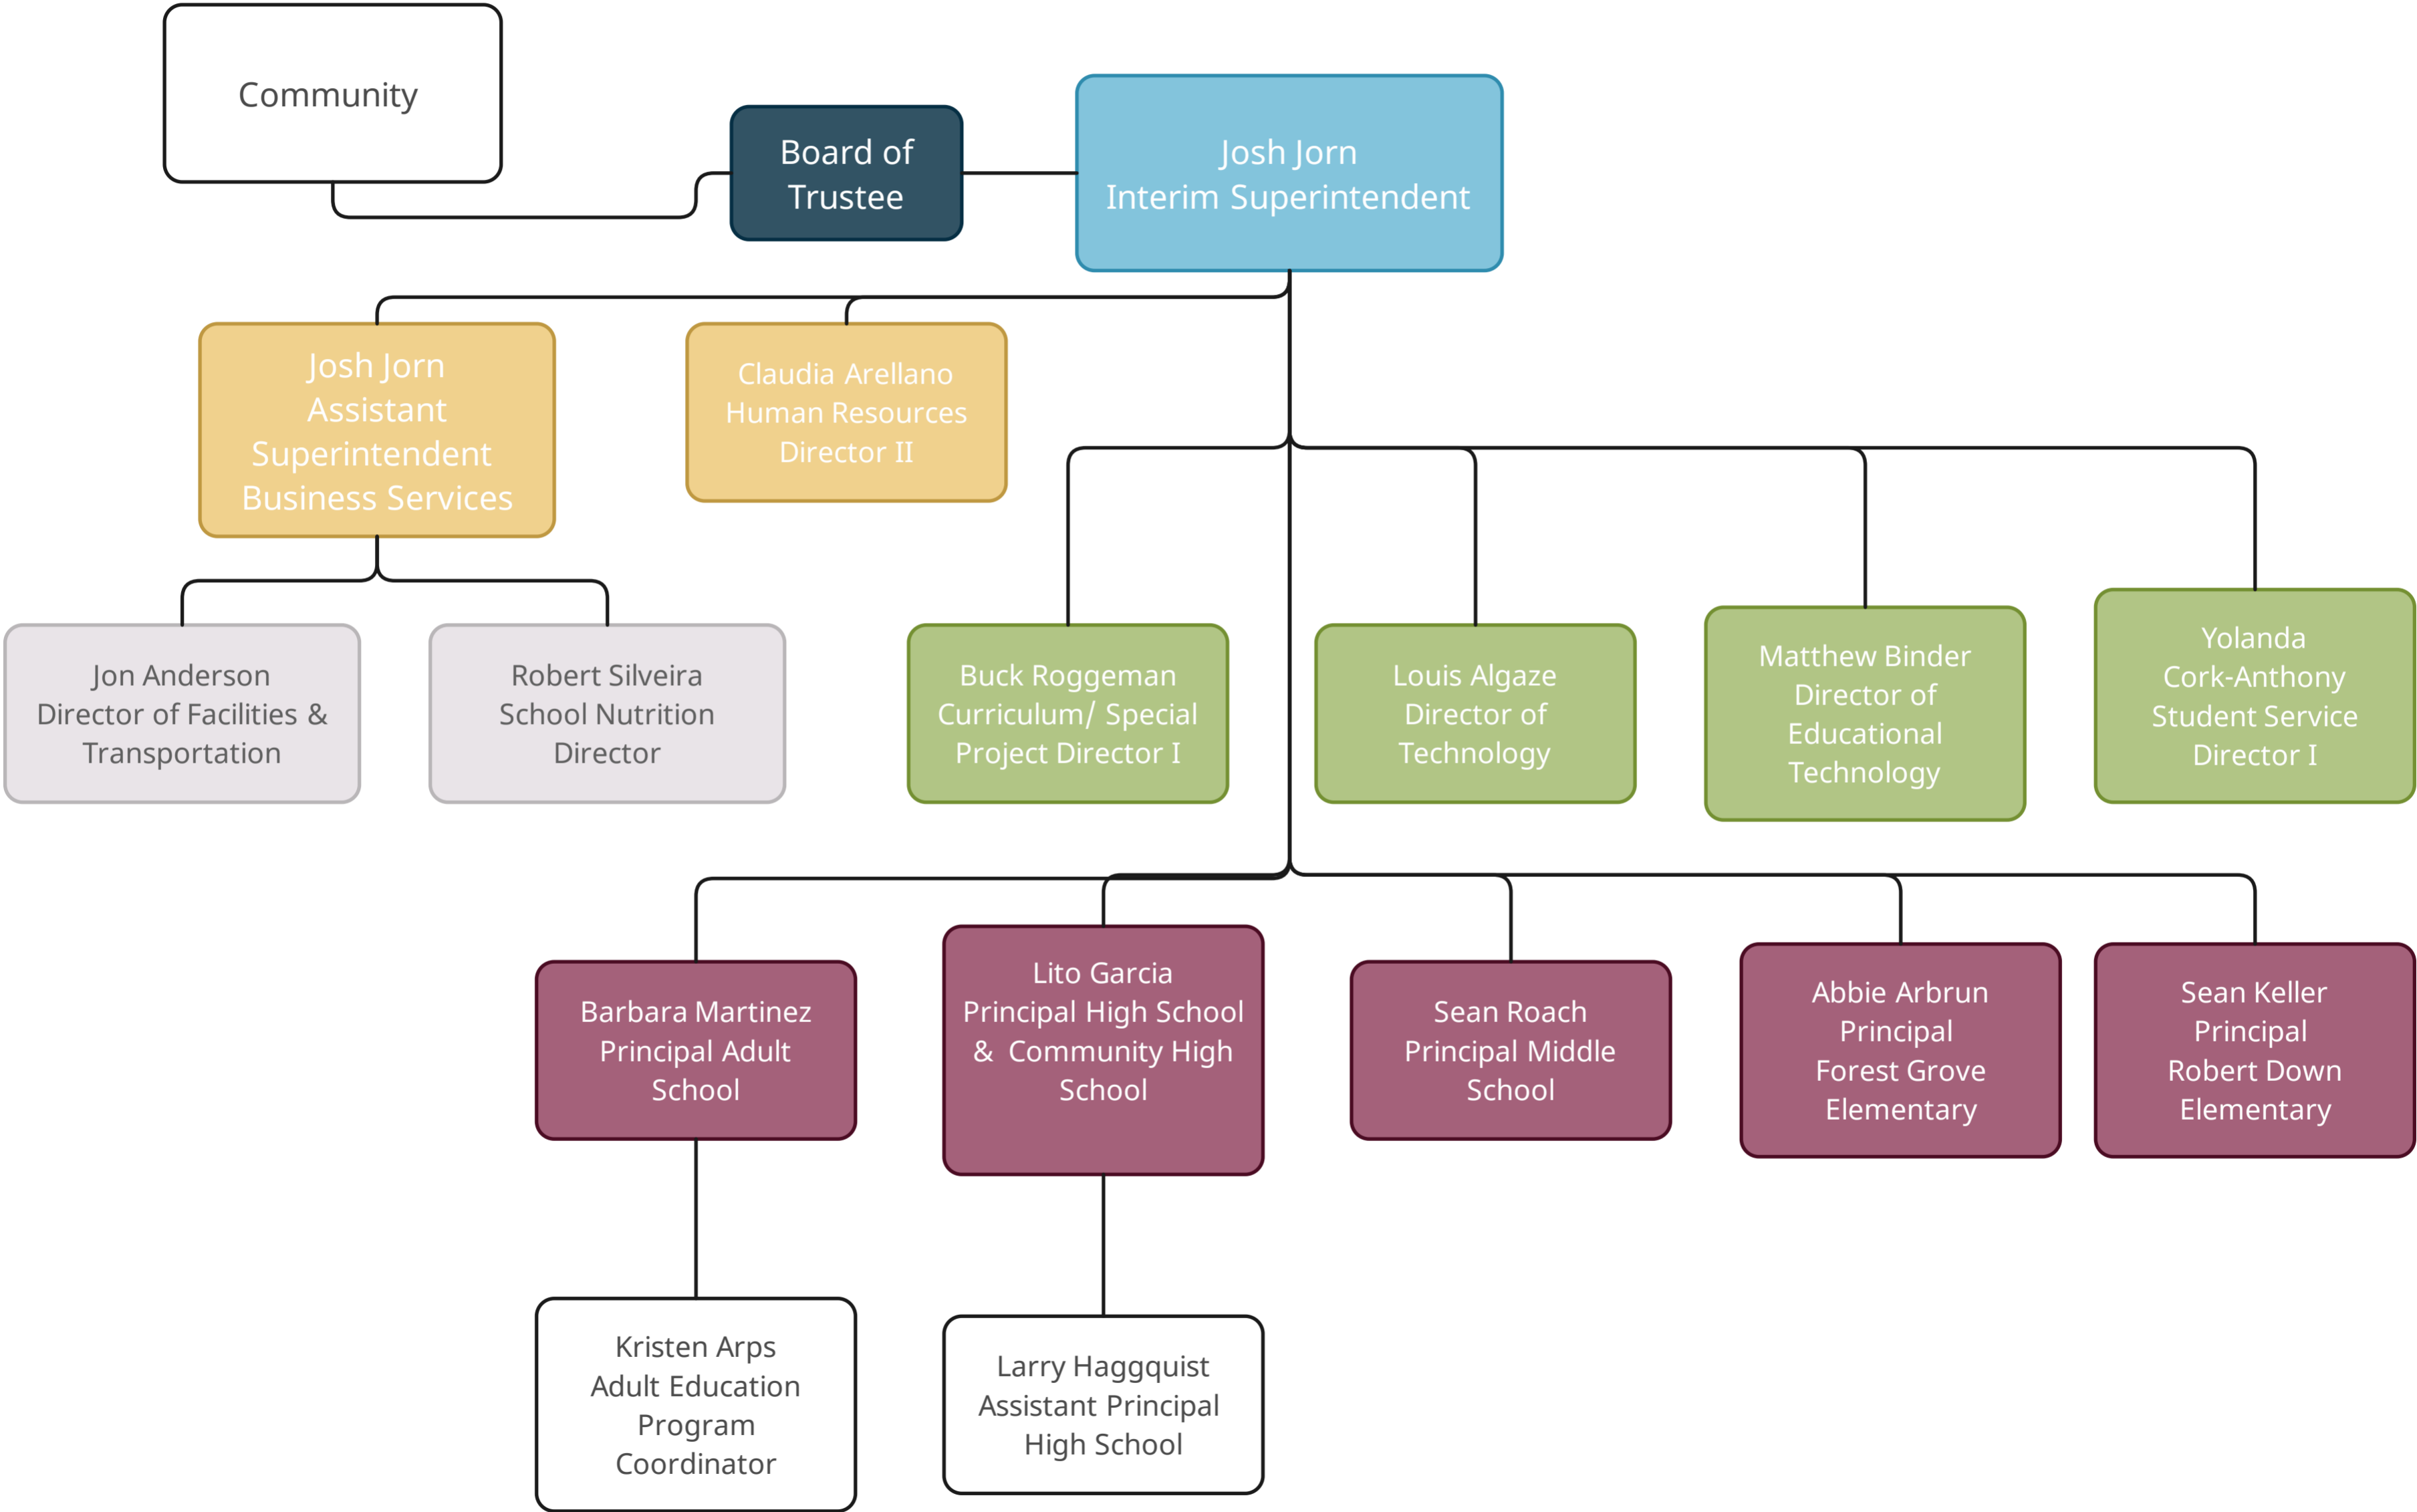 Community
Board of
Trustee
Josh Jorn
Interim Superintendent
Josh Jorn
Assistant
Superintendent
Business Services
Claudia Arellano
Human Resources
Director II
Jon Anderson
Director of Facilities &
Transportation
Robert Silveira
School Nutrition
Director
Buck Roggeman
Curriculum/ Special
Project Director I
Louis Algaze
Director of
Technology
Matthew Binder
Director of
Educational
Technology
Yolanda
Cork-Anthony
Student Service
Director I
Barbara Martinez
Principal Adult
School
Lito Garcia
Principal High School
& Community High
School
Sean Roach
Principal Middle
School
Abbie Arbrun
Principal
Forest Grove
Elementary
Sean Keller
Principal
Robert Down
Elementary
Kristen Arps
Adult Education
Program
Coordinator
Larry Haggquist
Assistant Principal
High School